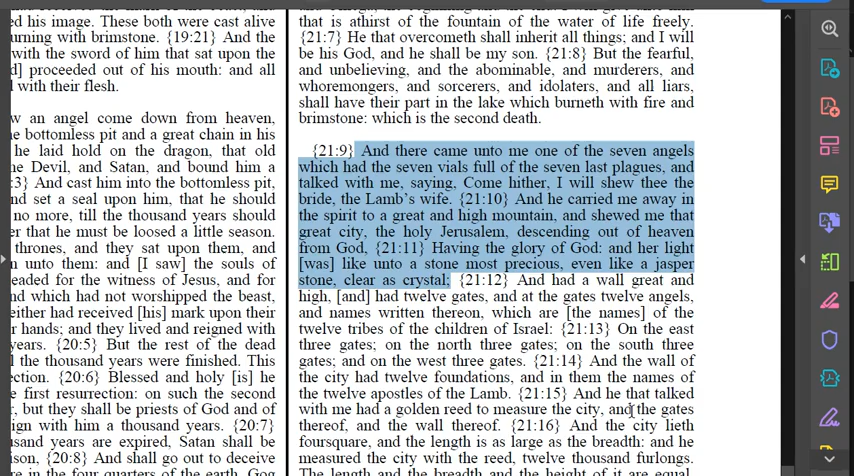 ed his image. These both were cast alive
urning with brimstone. {19:21} And the
with the sword of him that sat upon the
d] proceeded out of his mouth: and all
with their flesh.
w an angel come down from heaven,
e bottomless pit and a great chain in his
he laid hold on the dragon, that old
he Devil, and Satan, and bound him a
:3} And cast him into the bottomless pit,
nd set a seal upon him, that he should
no more, till the thousand years should
er that he must be loosed a little season.
thrones, and they sat upon them, and
n unto them: and [I saw] the souls of
eaded for the witness of Jesus, and for
nd which had not worshipped the beast,
either had received [his] mark upon their
r hands; and they lived and reigned with
years. {20:5} But the rest of the dead
l the thousand years were finished. This
ection. {20:6} Blessed and holy [is] he
e first resurrection: on such the second
r, but they shall be priests of God and of
ign with him a thousand years. {20:7}
usand years are expired, Satan shall be
ison, {20:8} And shall go out to deceive
re in the four quarters of the earth, Gog
that is athirst of the fountain of the water of life freely.
{21:7} He that overcometh shall inherit all things; and I will
be his God, and he shall be my son. {21:8} But the fearful,
and unbelieving, and the abominable, and murderers, and
whoremongers, and sorcerers, and idolaters, and all liars,
shall have their part in the lake which burneth with fire and
brimstone: which is the second death.
{21:9} And there came unto me one of the seven angels
which had the seven vials full of the seven last plagues, and
talked with me, saying, Come hither, I will shew thee the
bride, the Lamb's wife. {21:10} And he carried me away in
the spirit to a great and high mountain, and shewed me that
great city, the holy Jerusalem, descending out of heaven
from God, {21:11} Having the glory of God: and her light
[was] like unto a stone most precious, even like a jasper
stone, clear as crystal; {21:12} And had a wall great and
high, [and] had twelve gates, and at the gates twelve angels,
and names written thereon, which are [the names] of the
twelve tribes of the children of Israel: {21:13} On the east
three gates; on the north three gates; on the south three
gates; and on the west three gates. {21:14} And the wall of
the city had twelve foundations, and in them the names of
the twelve apostles of the Lamb. {21:15} And he that talked
with me had a golden reed to measure the city, and the gates
thereof, and the wall thereof. {21:16} And the city lieth
foursquare, and the length is as large as the breadth: and he
measured the city with the reed, twelve thousand furlongs.
The length and the breadth and the height of it are equal.